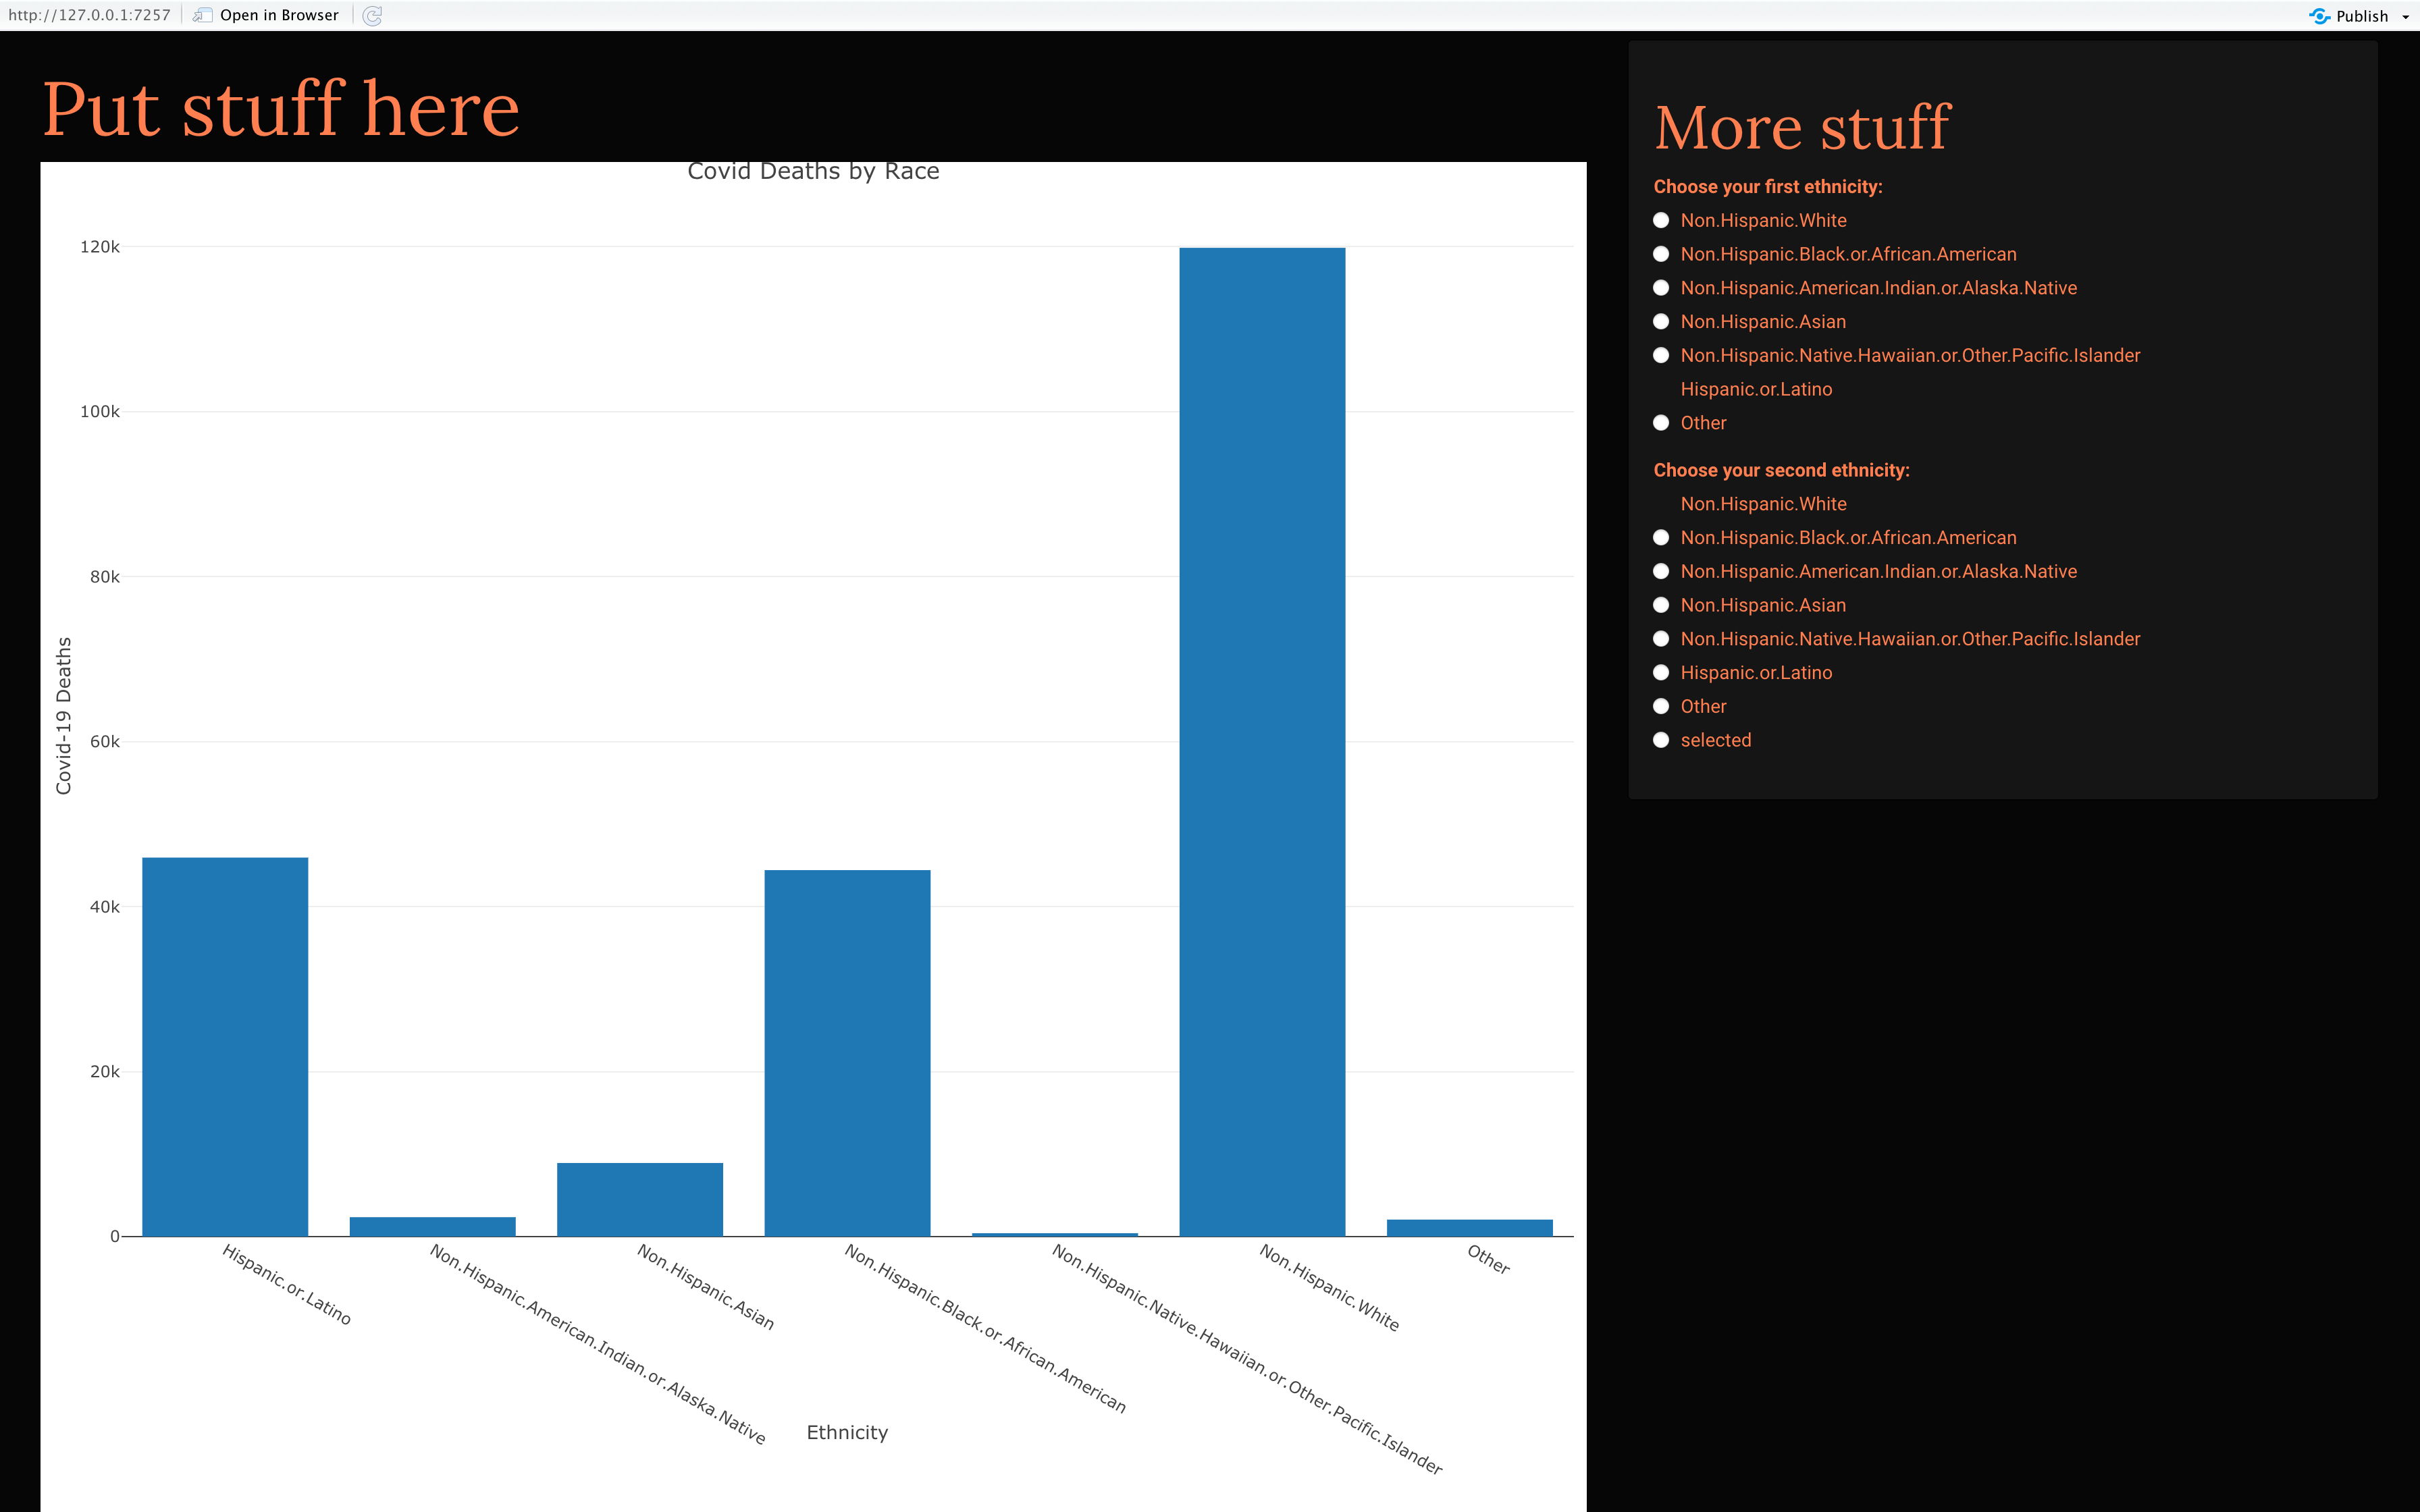 http://127.0.0.1:7257 Open in Browser Publish
Put stuff here
Covid Deaths by Race
120k
100k
80k
60k
40k
20k
0
Covid-19 Deaths
Hispanic.or.Latino
Non.Hispanic.American.Indian.or.Alaska.Native
Non.Hispanic.Asian
Non.Hispanic.Black.or.African.American
Non.Hispanic.Native.Hawaiian.or.Other.Pacific.Islander
Non.Hispanic.White
Other
Ethnicity
More stuff
Choose your first ethnicity:
Non.Hispanic.White
Non.Hispanic.Black.or.African.American
Non.Hispanic.American.Indian.or.Alaska.Native
Non.Hispanic.Asian
Non.Hispanic.Native.Hawaiian.or.Other.Pacific.Islander
Hispanic.or.Latino
Other
Choose your second ethnicity:
Non.Hispanic.White
Non.Hispanic.Black.or.African.American
Non.Hispanic.American.Indian.or.Alaska.Native
Non.Hispanic.Asian
Non.Hispanic.Native.Hawaiian.or.Other.Pacific.Islander
Hispanic.or.Latino
Other
selected